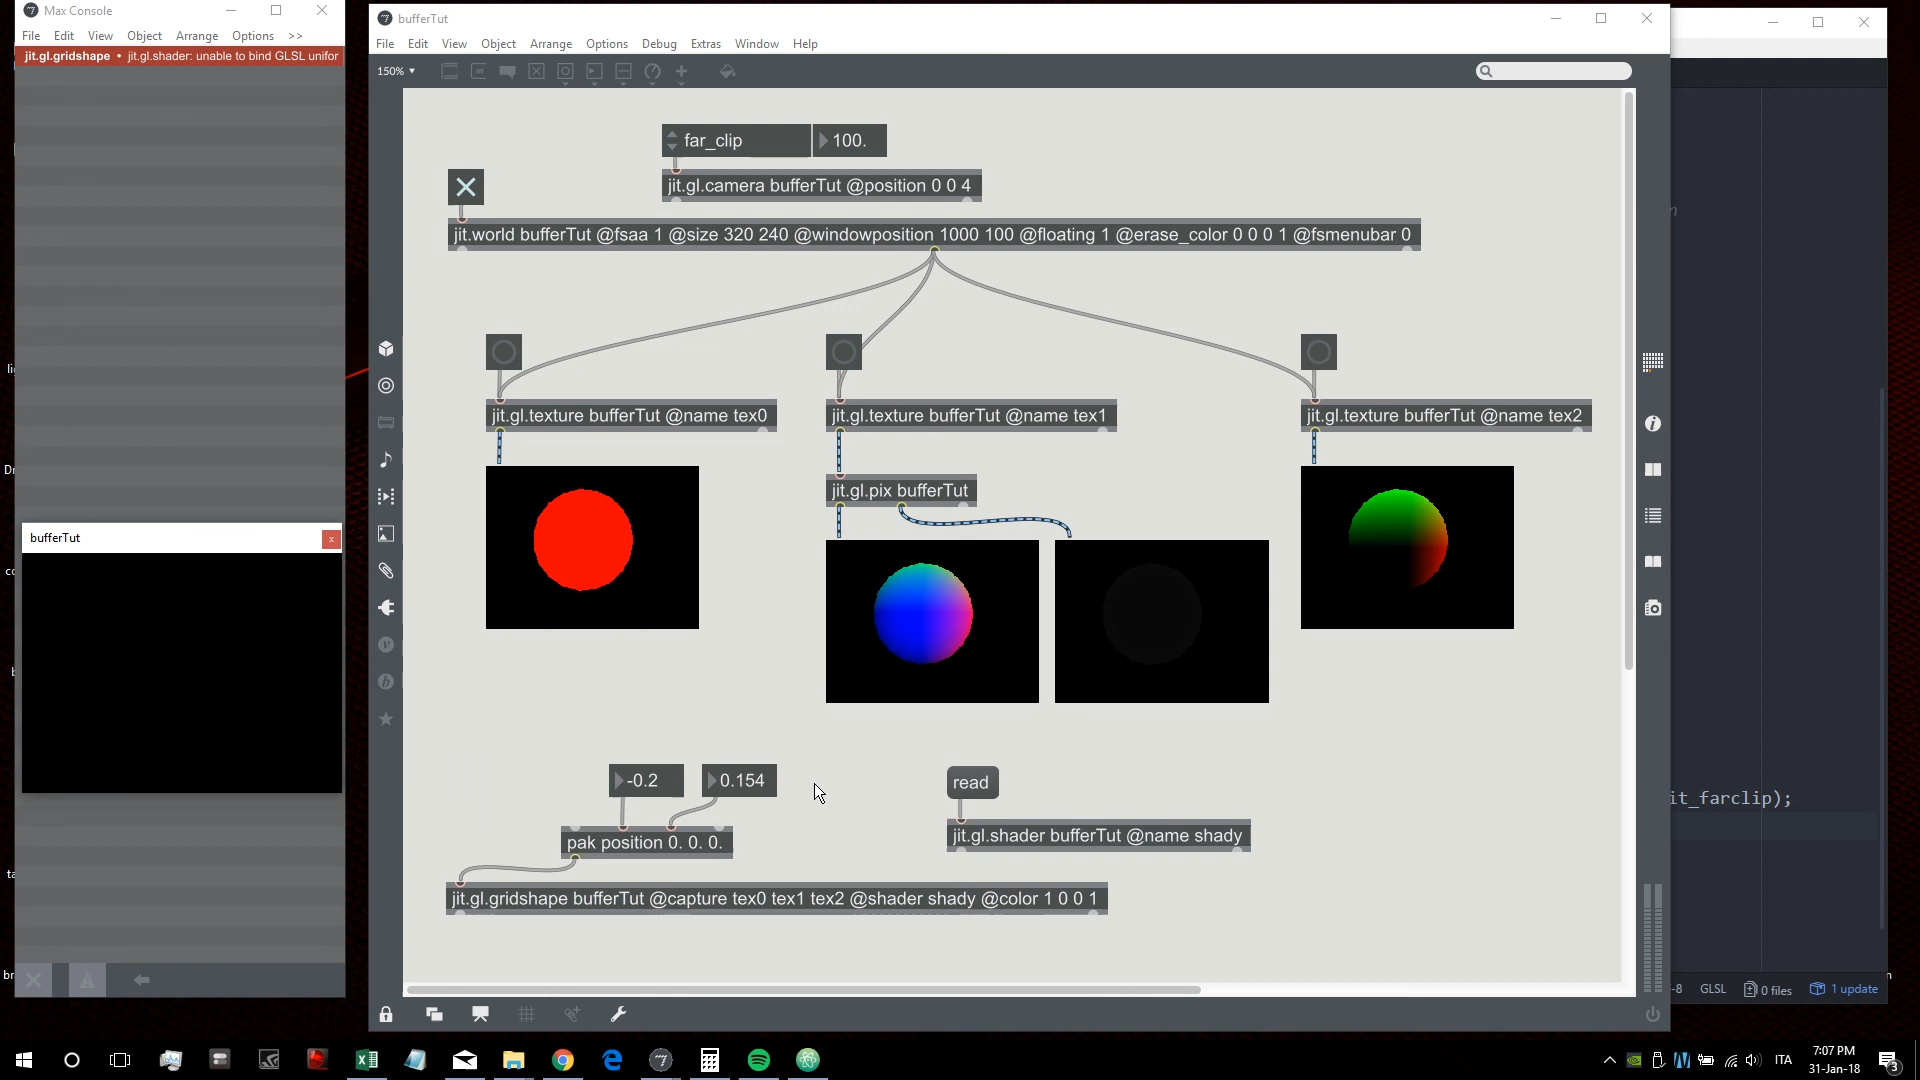 Max Console
File Edit View Object Arrange Options >>
jit.gl.gridshape • jit.gl.shader: unable to bind GLSL unifor
bufferTut
x
bufferTut
File Edit View Object Arrange Options Debug Extras Window Help
150%
far_clip
100.
jit.gl.camera bufferTut @position 0 0 4
jit.world bufferTut @fsaa 1 @size 320 240 @windowposition 1000 100 @floating 1 @erase_color 0 0 0 1 @fsmenubar 0
jit.gl.texture bufferTut @name tex0
jit.gl.texture bufferTut @name tex1
jit.gl.texture bufferTut @name tex2
jit.gl.pix bufferTut
-0.2
0.154
read
pak position 0. 0. 0.
jit.gl.shader bufferTut @name shady
jit.gl.gridshape bufferTut @capture tex0 tex1 tex2 @shader shady @color 1 0 0 1
it_farclip);
-8 GLSL 0 files 1 update
ITA
7:07 PM
31-Jan-18
3